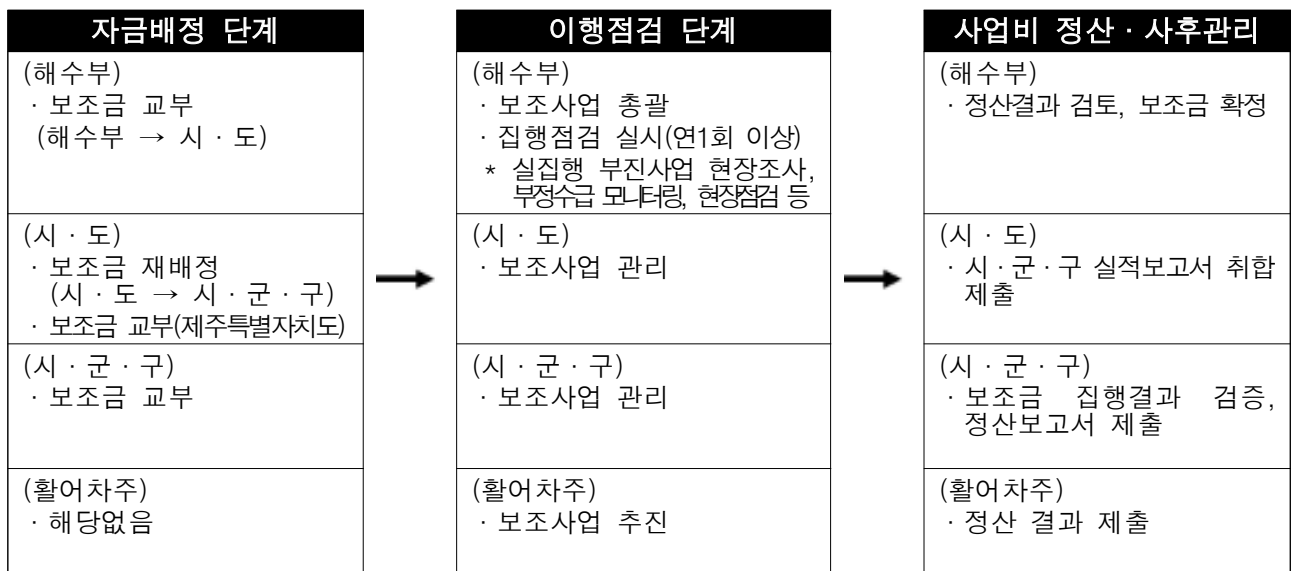 자금배정 단계
(해수부)
· 보조금 교부
(해수부 → 시 · 도)
(시 · 도)
· 보조금 재배정
(시 · 도 → 시 · 군 · 구)
· 보조금 교부(제주특별자치도)
(시 · 군 · 구)
· 보조금 교부
(활어차주)
· 해당없음
이행점검 단계
(해수부)
· 보조사업 총괄
· 집행점검 실시(연1회 이상)
* 실집행 부진사업 현장조사,
부정수급 모니터링, 현장점검 등
(시 · 도)
· 보조사업 관리
(시 · 군 · 구)
· 보조사업 관리
(활어차주)
· 보조사업 추진
사업비 정산 · 사후관리
(해수부)
· 정산결과 검토, 보조금 확정
(시 · 도)
· 시 · 군 · 구 실적보고서 취합
제출
(시 · 군 · 구)
· 보조금 집행결과 검증,
정산보고서 제출
(활어차주)
· 정산 결과 제출